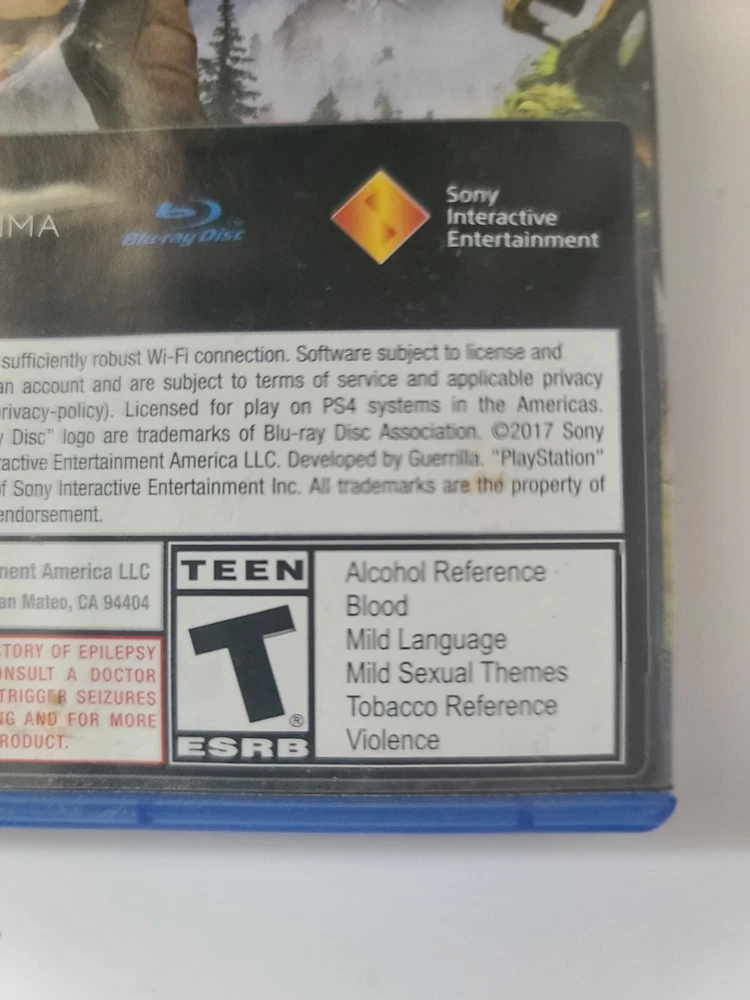 IMA
Blu-ray Disc™
Sony
Interactive
Entertainment
sufficiently robust Wi-Fi connection. Software subject to license and
an account and are subject to terms of service and applicable privacy
rivacy-policy). Licensed for play on PS4 systems in the Americas.
y Disc" logo are trademarks of Blu-ray Disc Association. ©2017 Sony
ractive Entertainment America LLC. Developed by Guerrilla. "PlayStation"
f Sony Interactive Entertainment Inc. All trademarks are the property of
endorsement.
ment America LLC
an Mateo, CA 94404
TORY OF EPILEPSY
ONSULT A DOCTOR
TRIGGER SEIZURES
NG AND FOR MORE
RODUCT.
TEEN
T®
ESRB
Alcohol Reference
Blood
Mild Language
Mild Sexual Themes
Tobacco Reference
Violence